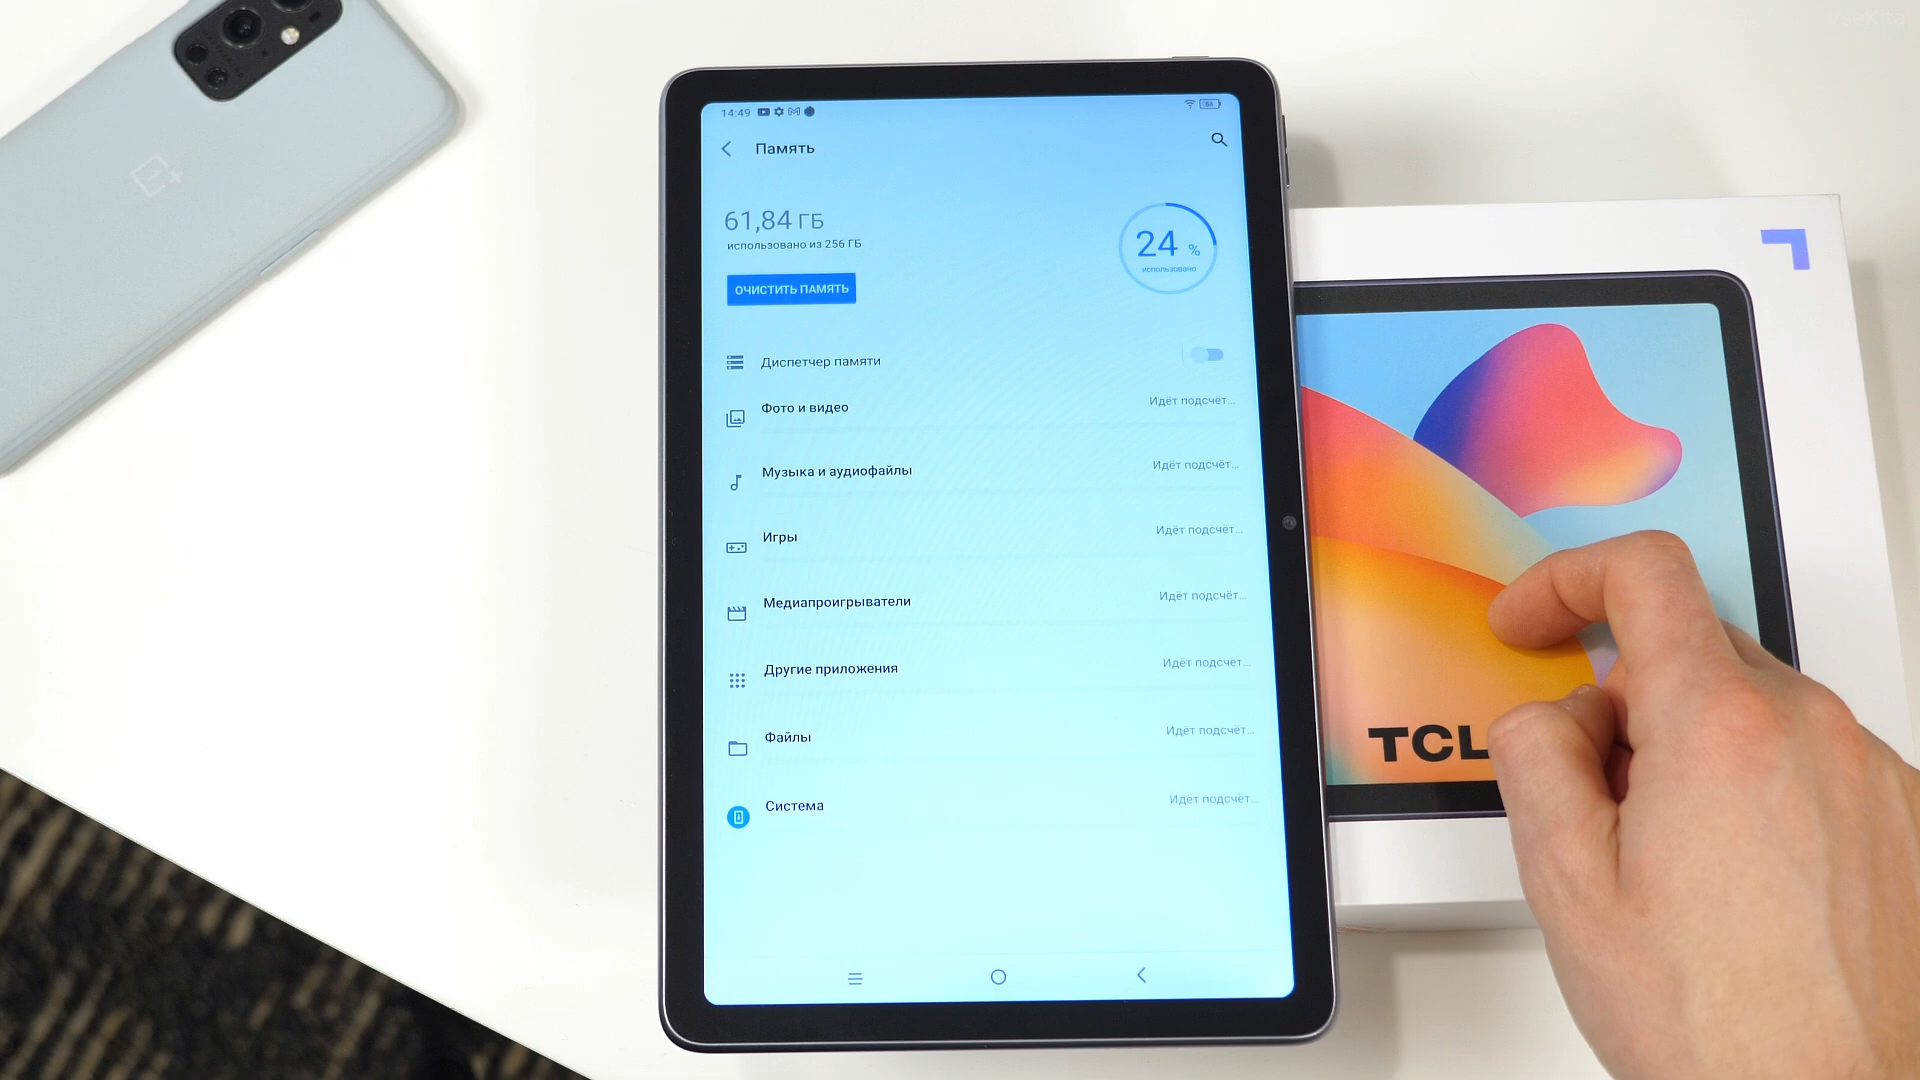 14:49
64
Память
61,84 ГБ
использовано из 256 ГБ
24 %
использовано
ОЧИСТИТЬ ПАМЯТЬ
Диспетчер памяти
Фото и видео
Идёт подсчёт...
Музыка и аудиофайлы
Идёт подсчёт...
Игры
Идёт подсчёт...
Медиапроигрыватели
Идёт подсчёт...
Другие приложения
Идёт подсчёт...
Файлы
Идёт подсчёт...
Система
Идёт подсчёт...
TCL